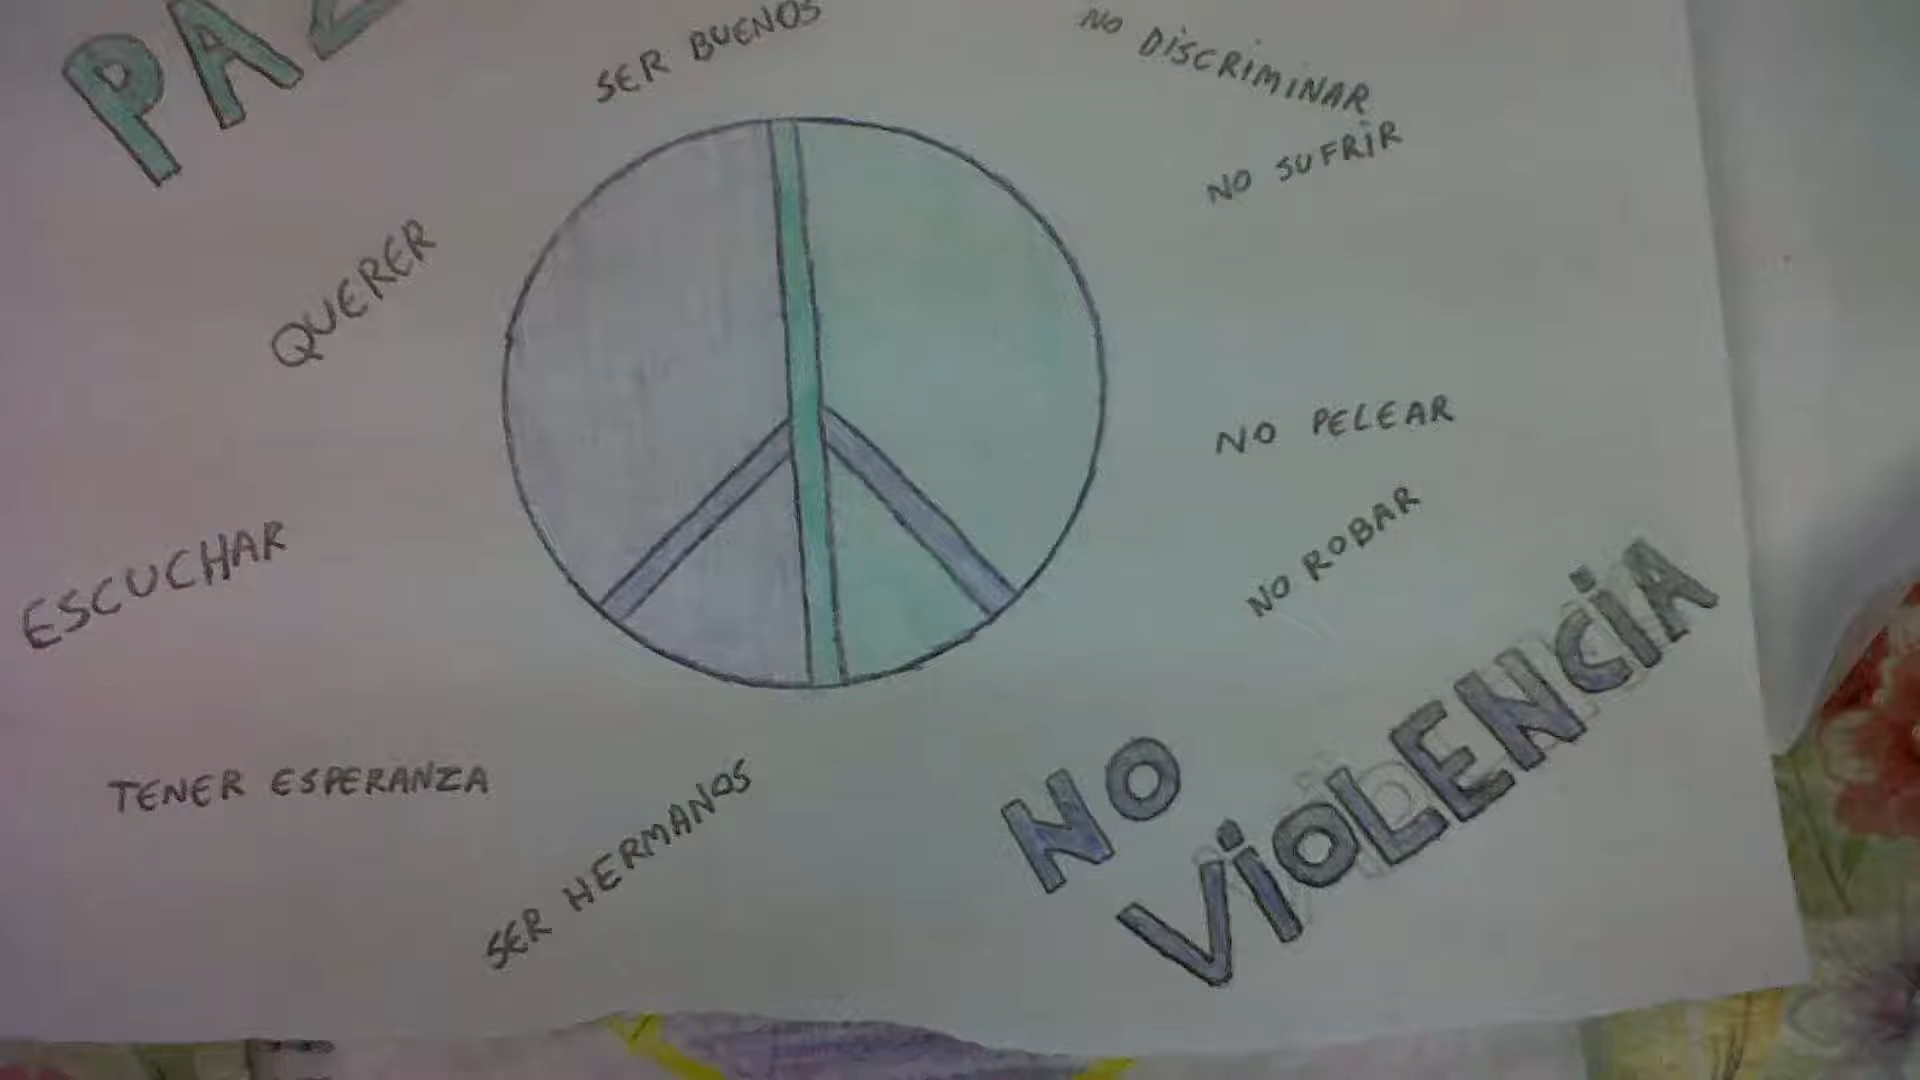 PAZ
SER BUENOS
NO DISCRIMINAR
NO SUFRIR
QUERER
NO PELEAR
NO ROBAR
ESCUCHAR
TENER ESPERANZA
SER HERMANOS
NO
VIOLENCIA